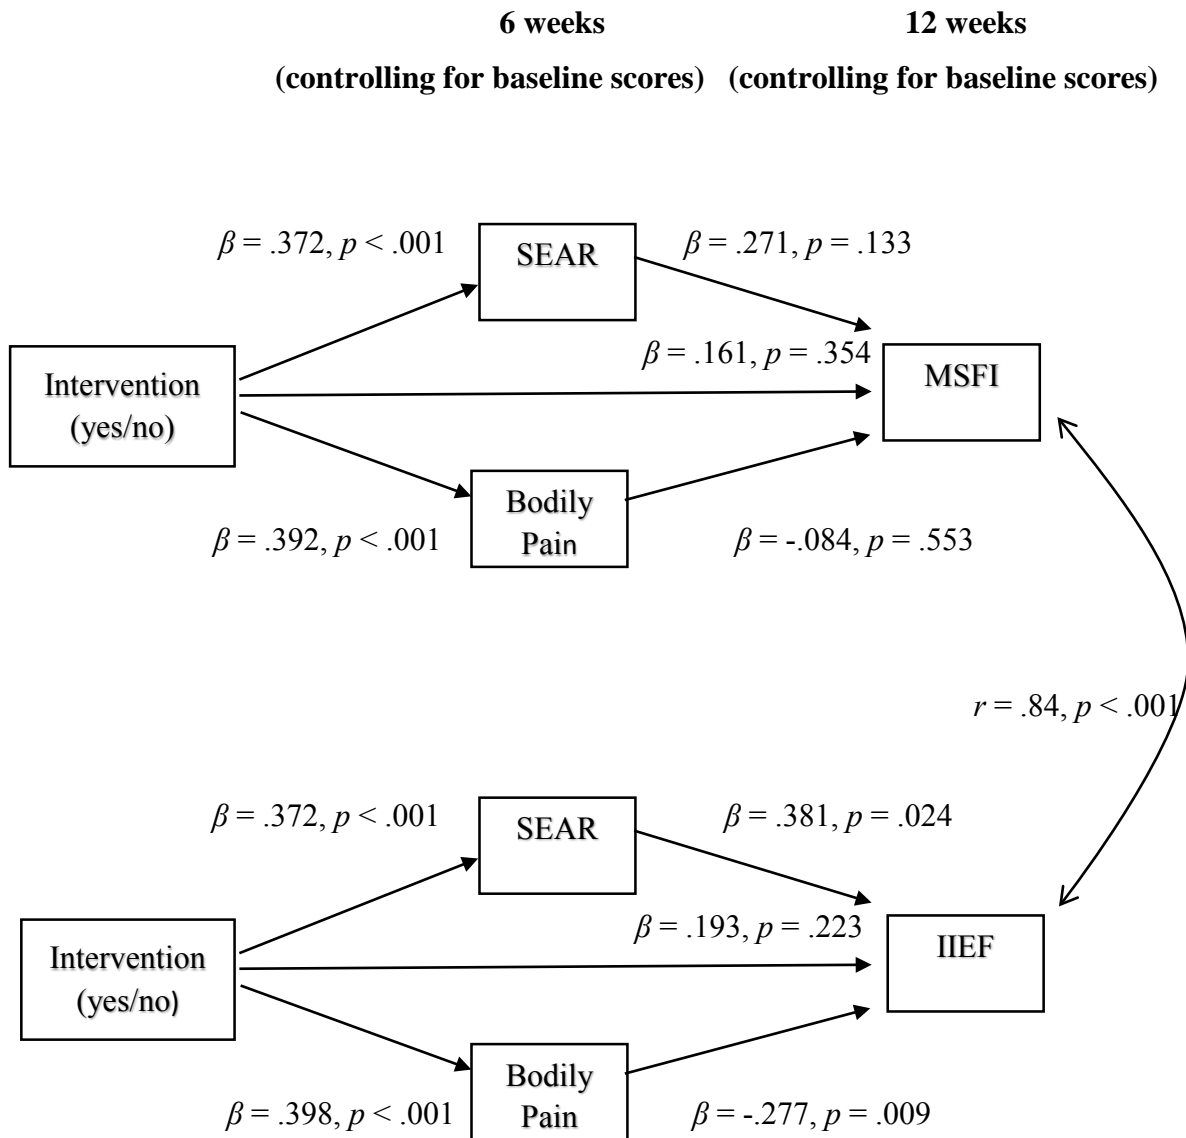 6 weeks
12 weeks
(controlling for baseline scores)
(controlling for baseline scores)
β = .372, p < .001
SEAR
β = .271, p = .133
β = .161, p = .354
Intervention
(yes/no)
MSFI
Bodily
Pain
β = .392, p < .001
β = -.084, p = .553
r = .84, p < .001
β = .372, p < .001
SEAR
β = .381, p = .024
β = .193, p = .223
Intervention
(yes/no)
IIEF
Bodily
Pain
β = .398, p < .001
β = -.277, p = .009